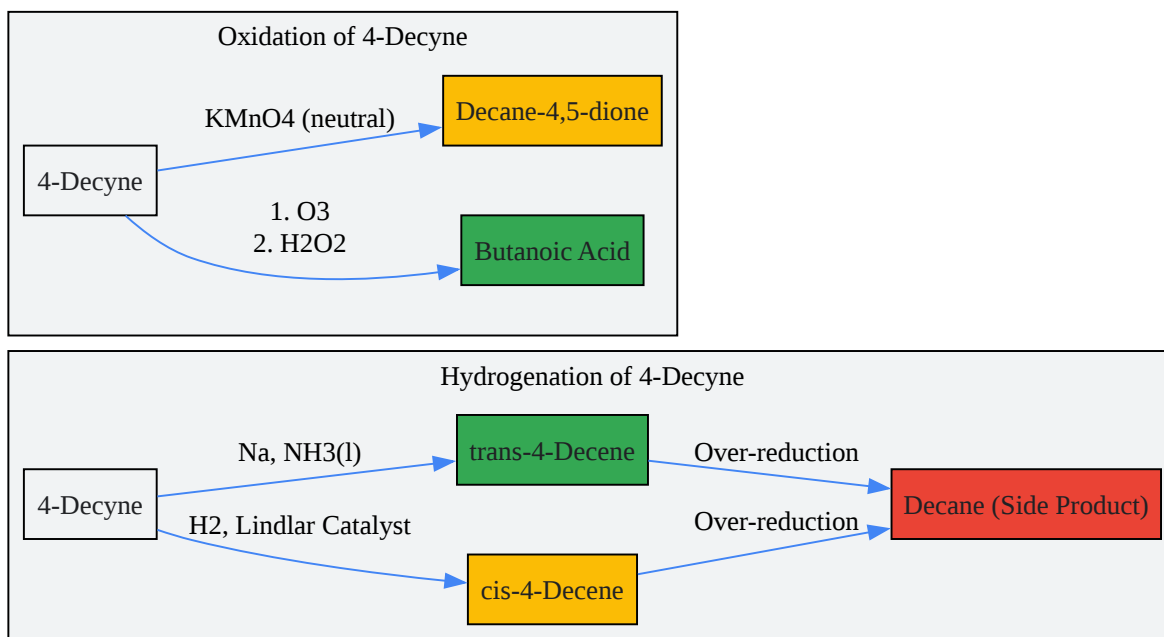 Oxidation of 4-Decyne
4-Decyne
KMnO4 (neutral)
Decane-4,5-dione
1. O3
2. H2O2
Butanoic Acid
Hydrogenation of 4-Decyne
4-Decyne
Na, NH3(l)
trans-4-Decene
Over-reduction
H2, Lindlar Catalyst
cis-4-Decene
Over-reduction
Decane (Side Product)